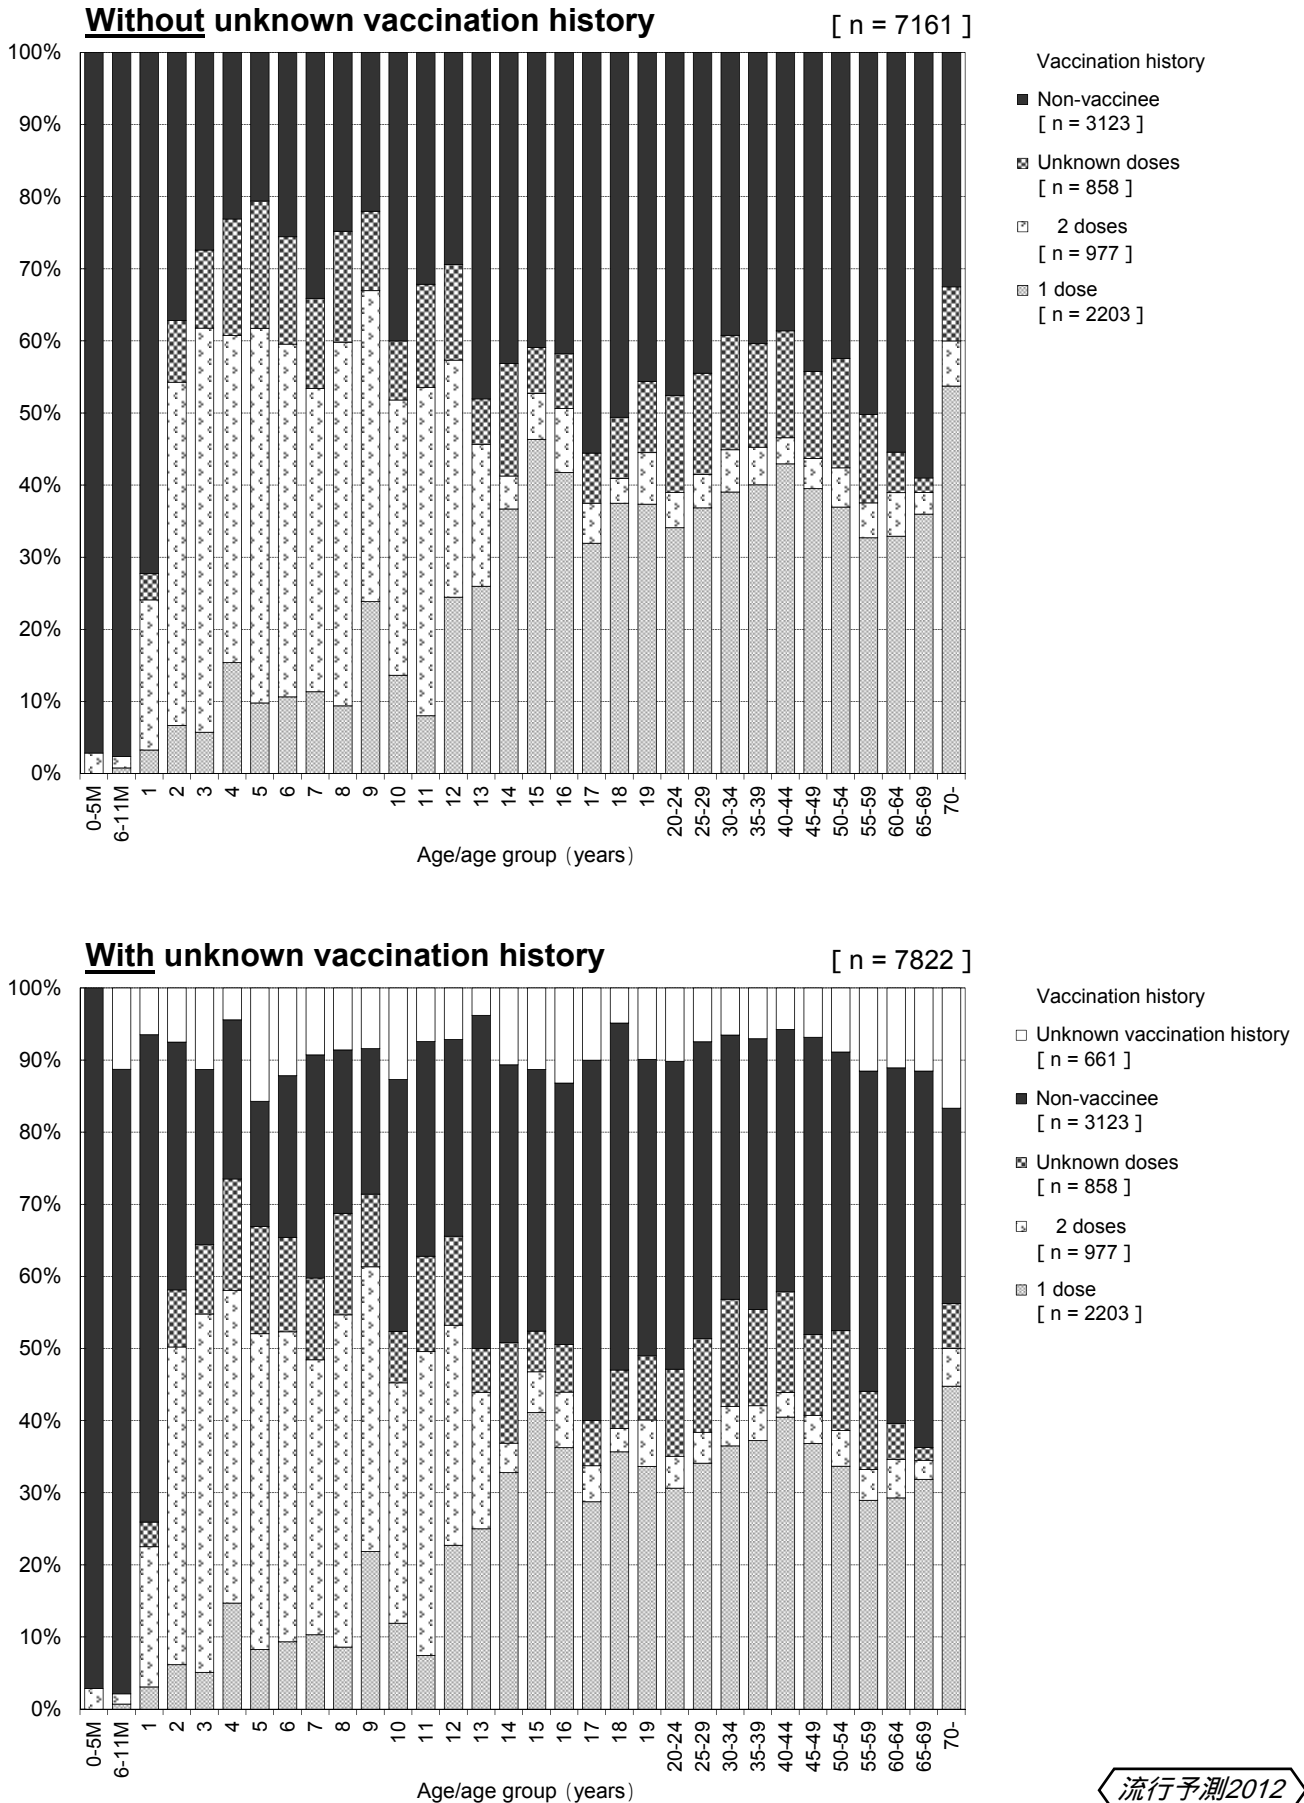 Without unknown vaccination history
[ n = 7161 ]
100%
90%
80%
70%
60%
50%
40%
30%
20%
10%
0%
0-5M
6-11M
1
2
3
4
5
6
7
8
9
10
11
12
13
14
15
16
17
18
19
20-24
25-29
30-34
35-39
40-44
45-49
50-54
55-59
60-64
65-69
70-
Age/age group (years)
Vaccination history
Non-vaccinee
[ n = 3123 ]
Unknown doses
[ n = 858 ]
2 doses
[ n = 977 ]
1 dose
[ n = 2203 ]
With unknown vaccination history
[ n = 7822 ]
100%
90%
80%
70%
60%
50%
40%
30%
20%
10%
0%
0-5M
6-11M
1
2
3
4
5
6
7
8
9
10
11
12
13
14
15
16
17
18
19
20-24
25-29
30-34
35-39
40-44
45-49
50-54
55-59
60-64
65-69
70-
Age/age group (years)
Vaccination history
Unknown vaccination history
[ n = 661 ]
Non-vaccinee
[ n = 3123 ]
Unknown doses
[ n = 858 ]
2 doses
[ n = 977 ]
1 dose
[ n = 2203 ]
流行予測2012